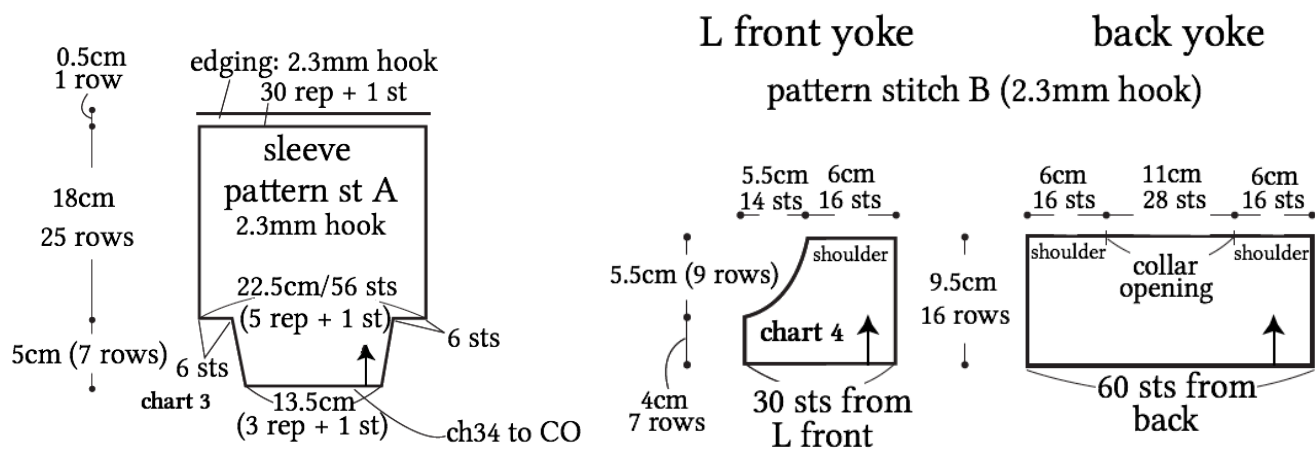 0.5cm
1 row
edging: 2.3mm hook
30 rep + 1 st
sleeve
pattern st A
2.3mm hook
18cm
25 rows
22.5cm/56 sts
(5 rep + 1 st)
6 sts
6 sts
5cm (7 rows)
chart 3
13.5cm
(3 rep + 1 st)
ch34 to CO
L front yoke
back yoke
pattern stitch B (2.3mm hook)
5.5cm
14 sts
6cm
16 sts
shoulder
5.5cm (9 rows)
chart 4
4cm
7 rows
30 sts from
L front
6cm
16 sts
11cm
28 sts
6cm
16 sts
shoulder
collar
opening
shoulder
9.5cm
16 rows
60 sts from
back